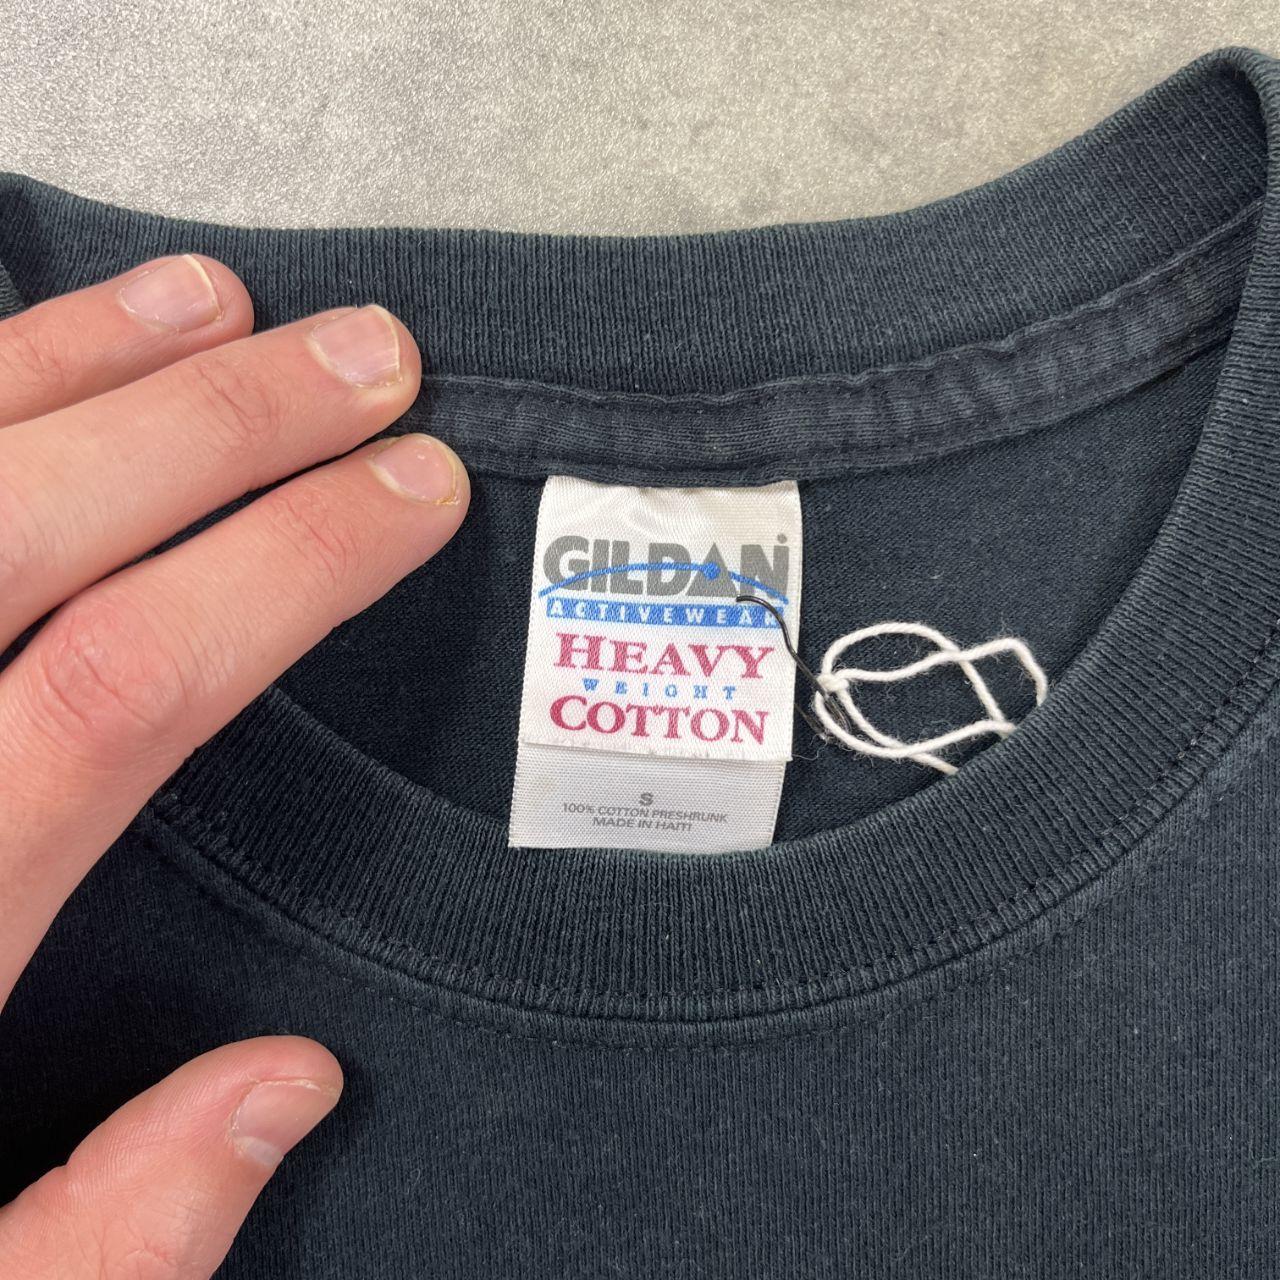 GILDAN
ACTIVEWEAR
HEAVY
WEIGHT
COTTON
S
100% COTTON PRESHRUNK
MADE IN HAITI